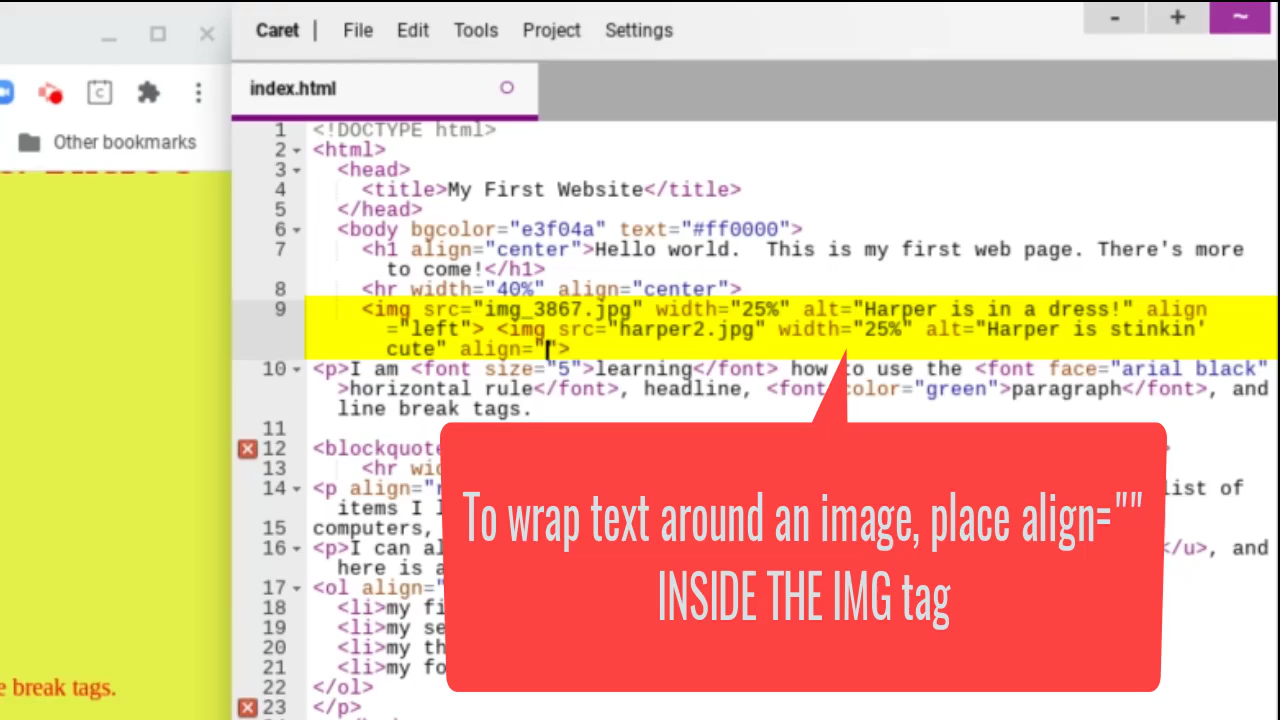 Caret | File Edit Tools Project Settings
- + ~
index.html
C
Other bookmarks
1 <!DOCTYPE html>
2 <html>
3 <head>
4 <title>My First Website</title>
5 </head>
6 <body bgcolor="e3f04a" text="#ff0000">
7 <h1 align="center">Hello world.  This is my first web page. There's more
to come!</h1>
8 <hr width="40%" align="center">
9 <img src="img_3867.jpg" width="25%" alt="Harper is in a dress!" align
="left"> <img src="harper2.jpg" width="25%" alt="Harper is stinkin'
cute" align="">
10 <p>I am <font size="5">learning</font> how to use the <font face="arial black"
>horizontal rule</font>, headline, <font color="green">paragraph</font>, and
line break tags.
11
12 <blockquote
13 <hr wid
14 <p align="r list of
items I l
15 computers,
16 <p>I can al </u>, and
here is a
17 <ol align="
18 <li>my fi
19 <li>my se
20 <li>my th
21 <li>my fo
22 </ol>
23 </p>
To wrap text around an image, place align=""
INSIDE THE IMG tag
e break tags.